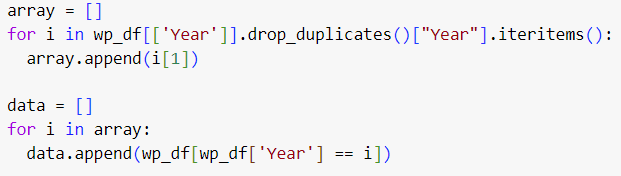 array = []
for i in wp_df[['Year']].drop_duplicates()["Year"].iteritems():
  array.append(i[1])
data = []
for i in array:
  data.append(wp_df[wp_df['Year'] == i])